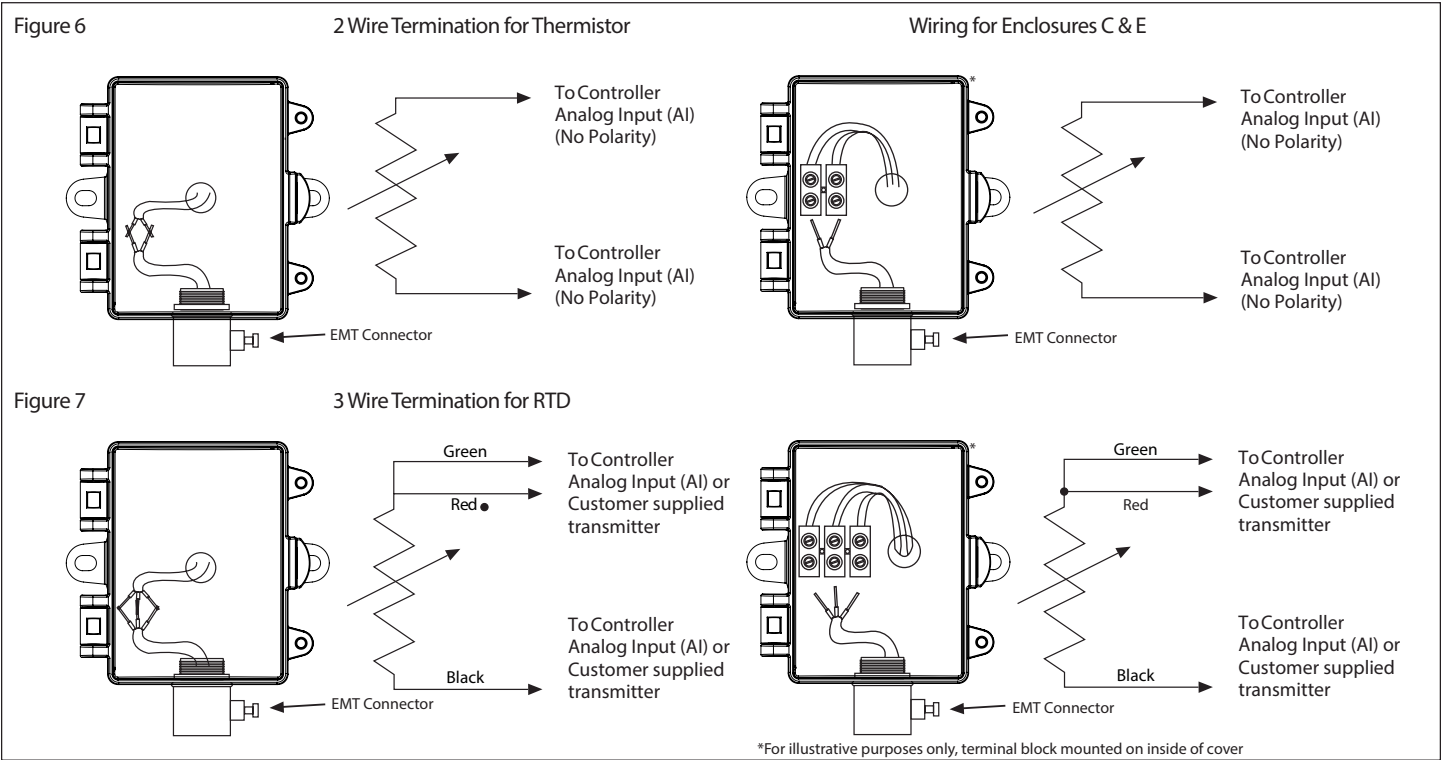 Figure 6
2 Wire Termination for Thermistor
Wiring for Enclosures C & E
To Controller
Analog Input (AI)
(No Polarity)
To Controller
Analog Input (AI)
(No Polarity)
EMT Connector
*
To Controller
Analog Input (AI)
(No Polarity)
To Controller
Analog Input (AI)
(No Polarity)
EMT Connector
Figure 7
3 Wire Termination for RTD
Green
Red
To Controller
Analog Input (AI) or
Customer supplied
transmitter
Black
To Controller
Analog Input (AI) or
Customer supplied
transmitter
EMT Connector
*
Green
Red
To Controller
Analog Input (AI) or
Customer supplied
transmitter
Black
To Controller
Analog Input (AI) or
Customer supplied
transmitter
EMT Connector
*For illustrative purposes only, terminal block mounted on inside of cover